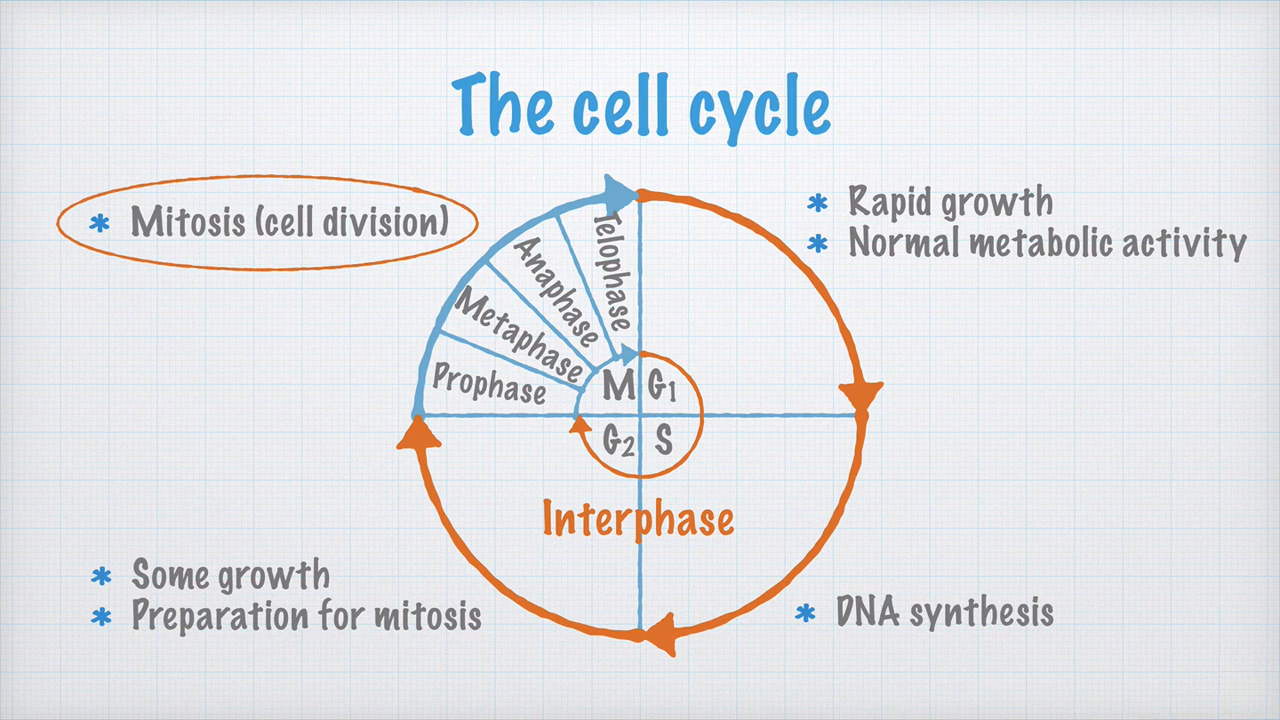 The cell cycle
* Mitosis (cell division)
* Rapid growth
* Normal metabolic activity
Telophase
Anaphase
Metaphase
Prophase
M G1
G2 S
Interphase
* Some growth
* Preparation for mitosis
* DNA synthesis